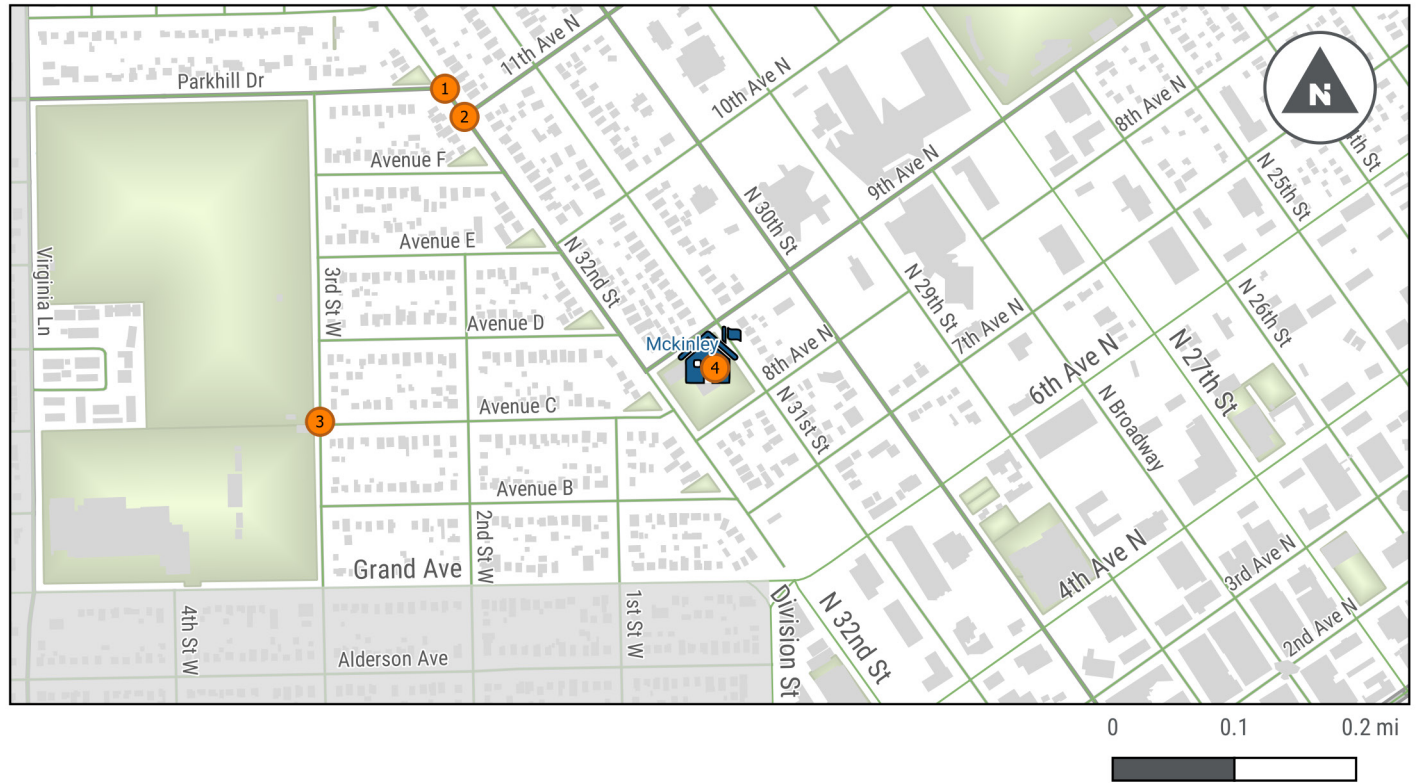 11th Ave N
Parkhill Dr
10th Ave N
N
8th Ave N
4th St
1
2
Avenue F
9th Ave N
N 25th St
N 30th St
Avenue E
N 32nd St
Virginia Ln
3rd St W
N 29th St
N 26th St
Avenue D
7th Ave N
Mckinley
4
8th Ave N
N 27th St
6th Ave N
Avenue C
N 31st St
N Broadway
3
Avenue B
2nd St W
Grand Ave
4th Ave N
3rd Ave N
4th St W
1st St W
Division St
N 32nd St
2nd Ave N
Alderson Ave
0 0.1 0.2 mi